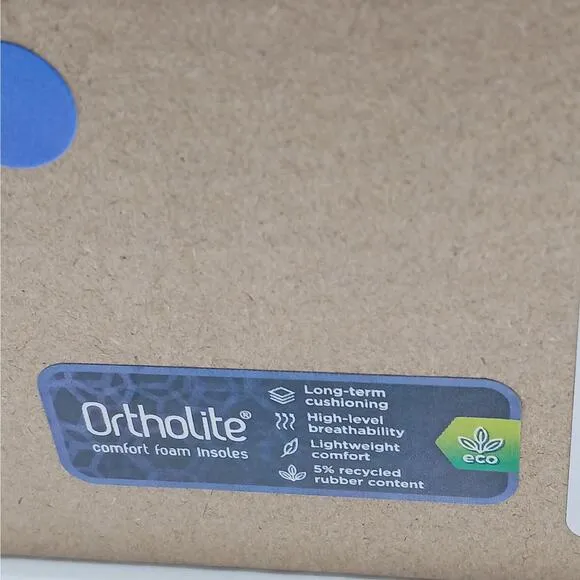 Ortholite®
comfort foam Insoles
Long-term
cushioning
High-level
breathability
Lightweight
comfort
5% recycled
rubber content
eco